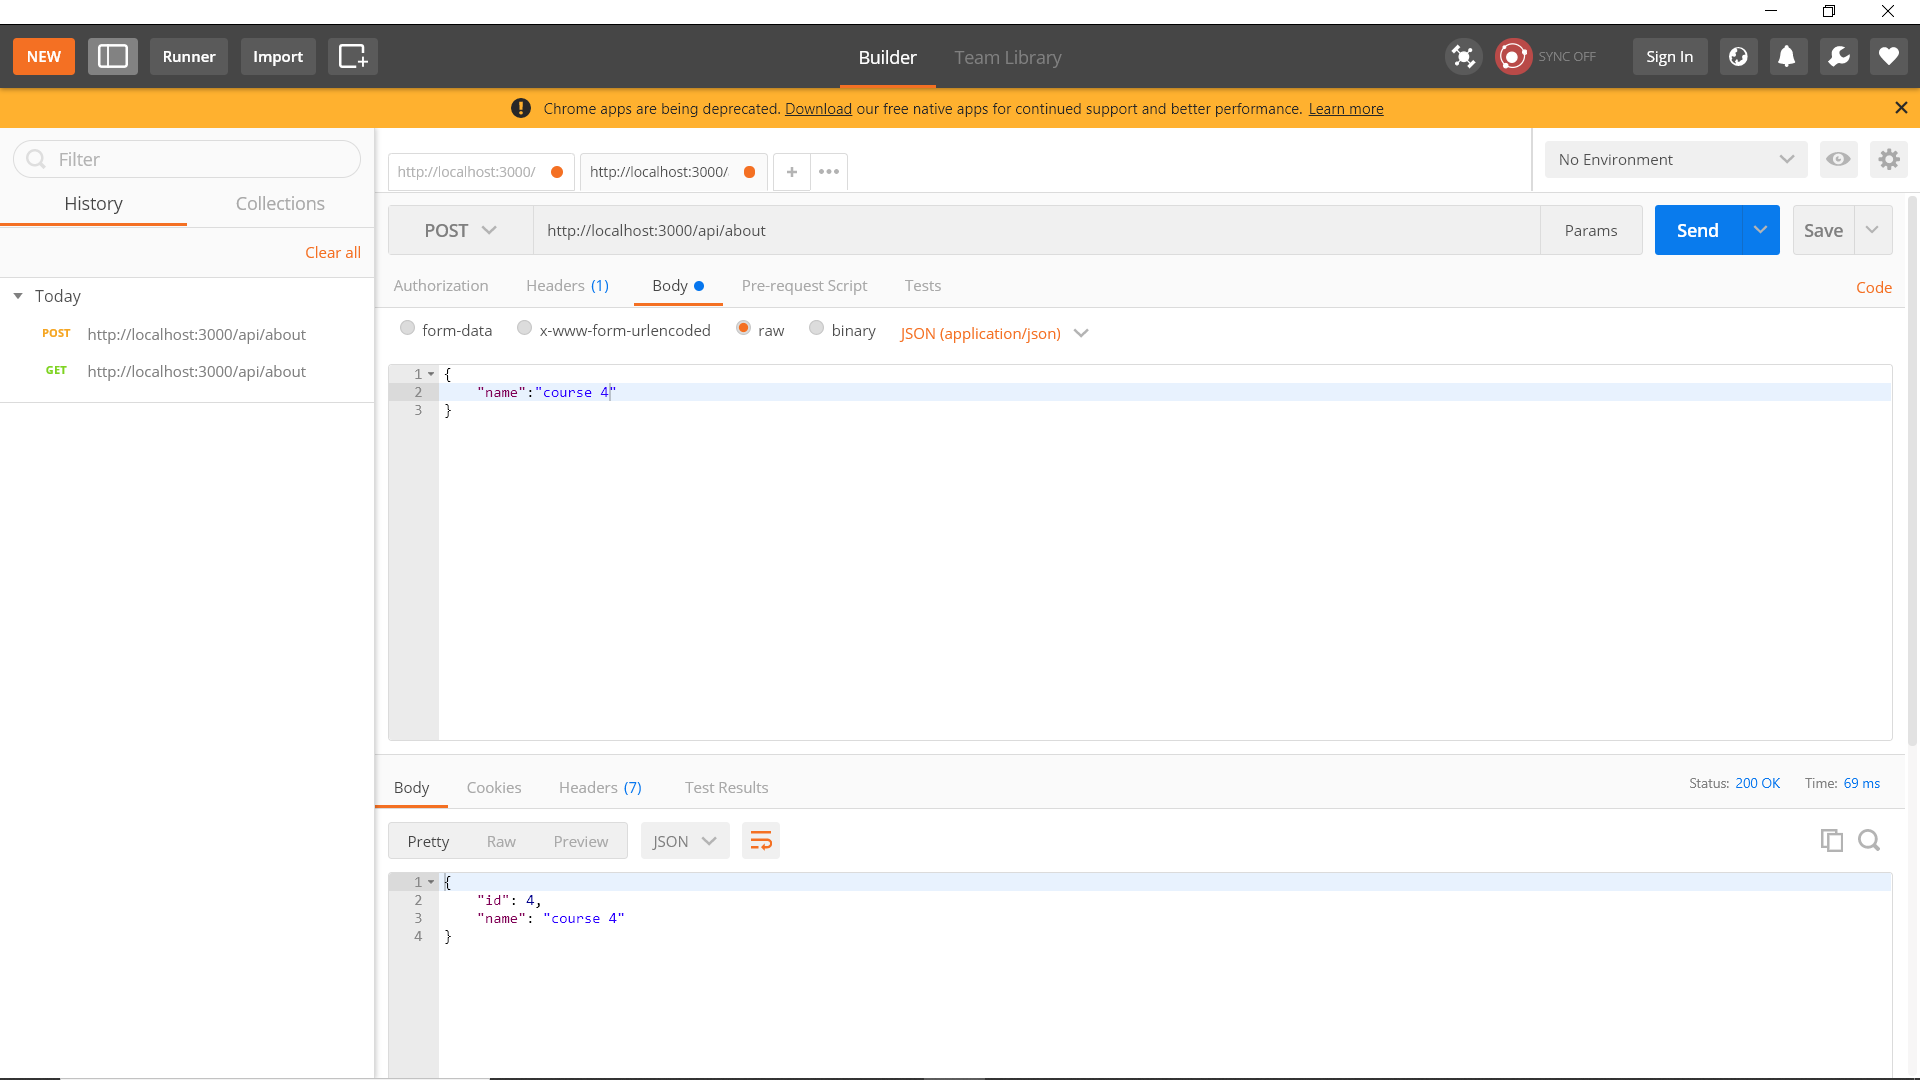 NEW Runner Import Builder Team Library SYNC OFF Sign In
Chrome apps are being deprecated. Download our free native apps for continued support and better performance. Learn more
Filter
History Collections
Clear all
Today
POST http://localhost:3000/api/about
GET http://localhost:3000/api/about
http://localhost:3000/ http://localhost:3000/
No Environment
POST http://localhost:3000/api/about Params Send Save
Authorization Headers (1) Body Pre-request Script Tests Code
form-data x-www-form-urlencoded raw binary JSON (application/json)
1 {
2 "name":"course 4"
3 }
Body Cookies Headers (7) Test Results Status: 200 OK Time: 69 ms
Pretty Raw Preview JSON
1 {
2 "id": 4,
3 "name": "course 4"
4 }